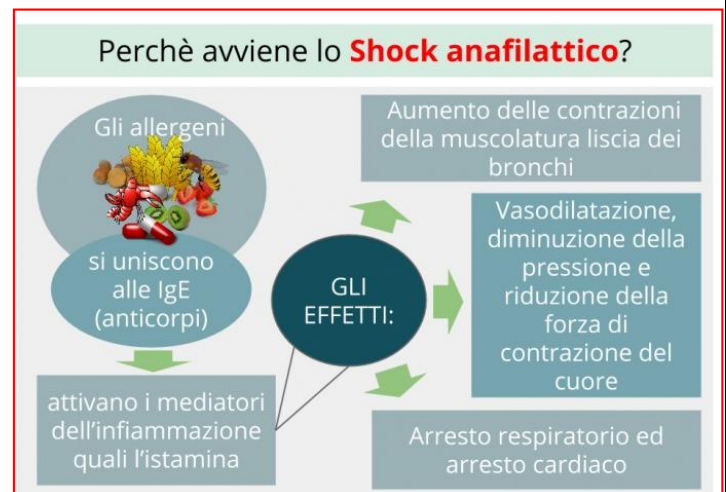 Perchè avviene lo Shock anafilattico?
Gli allergeni
si uniscono
alle IgE
(anticorpi)
attivano i mediatori
dell'infiammazione
quali l'istamina
GLI
EFFETTI:
Aumento delle contrazioni
della muscolatura liscia dei
bronchi
Vasodilatazione,
diminuzione della
pressione e
riduzione della
forza di
contrazione del
cuore
Arresto respiratorio ed
arresto cardiaco